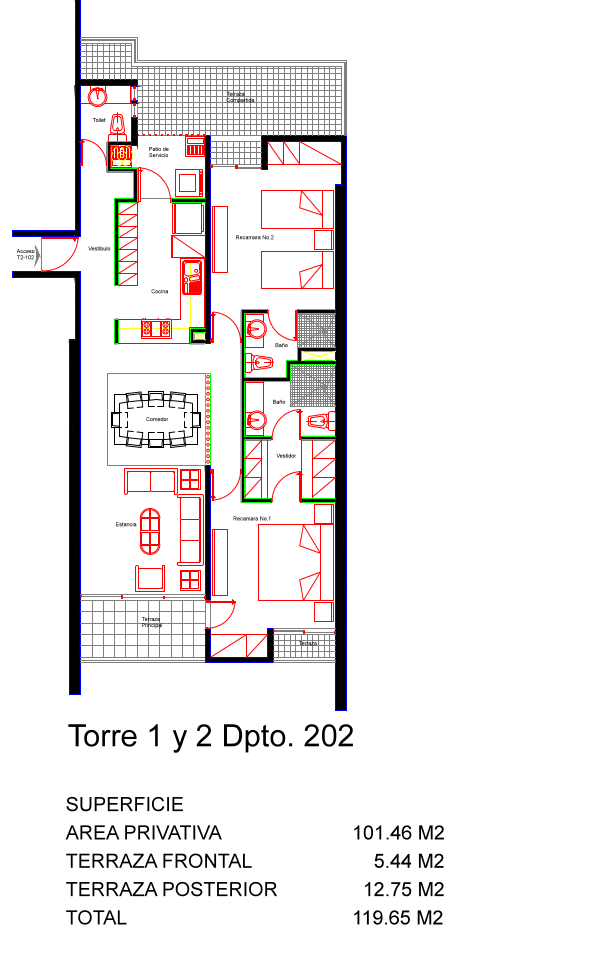 Terraza
Compartida
Toilet
Patio de
Servicio
Recamara No.2
Vestibulo
Acceso
T2-102
Cocina
Baño
Baño
Comedor
Vestidor
Recamara No.1
Estancia
Terraza
Principal
Terraza
Torre 1 y 2 Dpto. 202
SUPERFICIE
AREA PRIVATIVA 101.46 M2
TERRAZA FRONTAL 5.44 M2
TERRAZA POSTERIOR 12.75 M2
TOTAL 119.65 M2